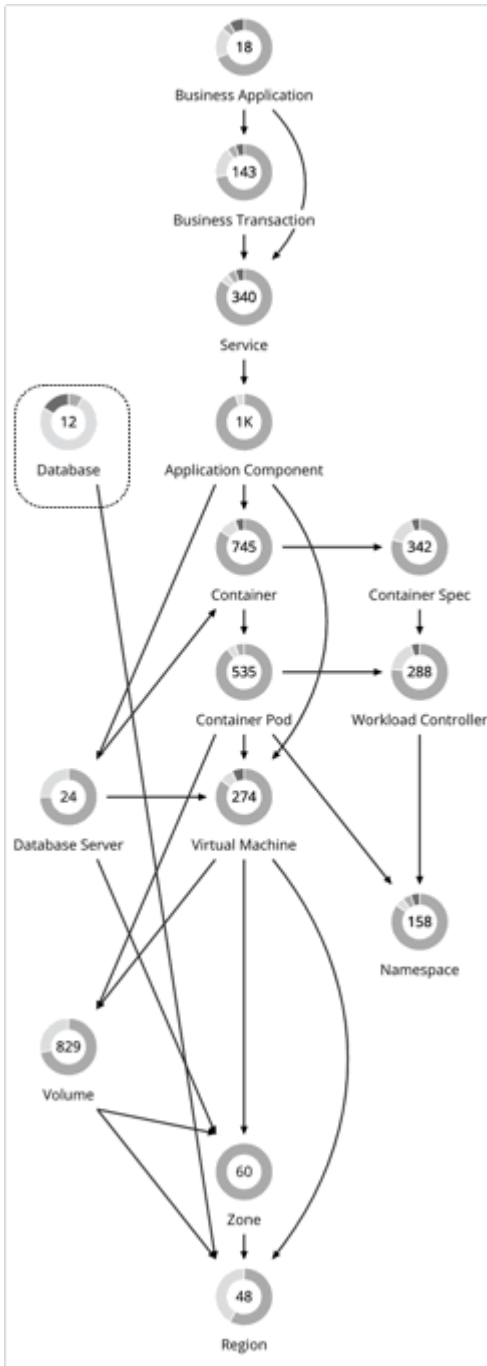 18
Business Application
143
Business Transaction
340
Service
12
Database
1K
Application Component
745
Container
342
Container Spec
535
Container Pod
288
Workload Controller
24
Database Server
274
Virtual Machine
158
Namespace
829
Volume
60
Zone
48
Region